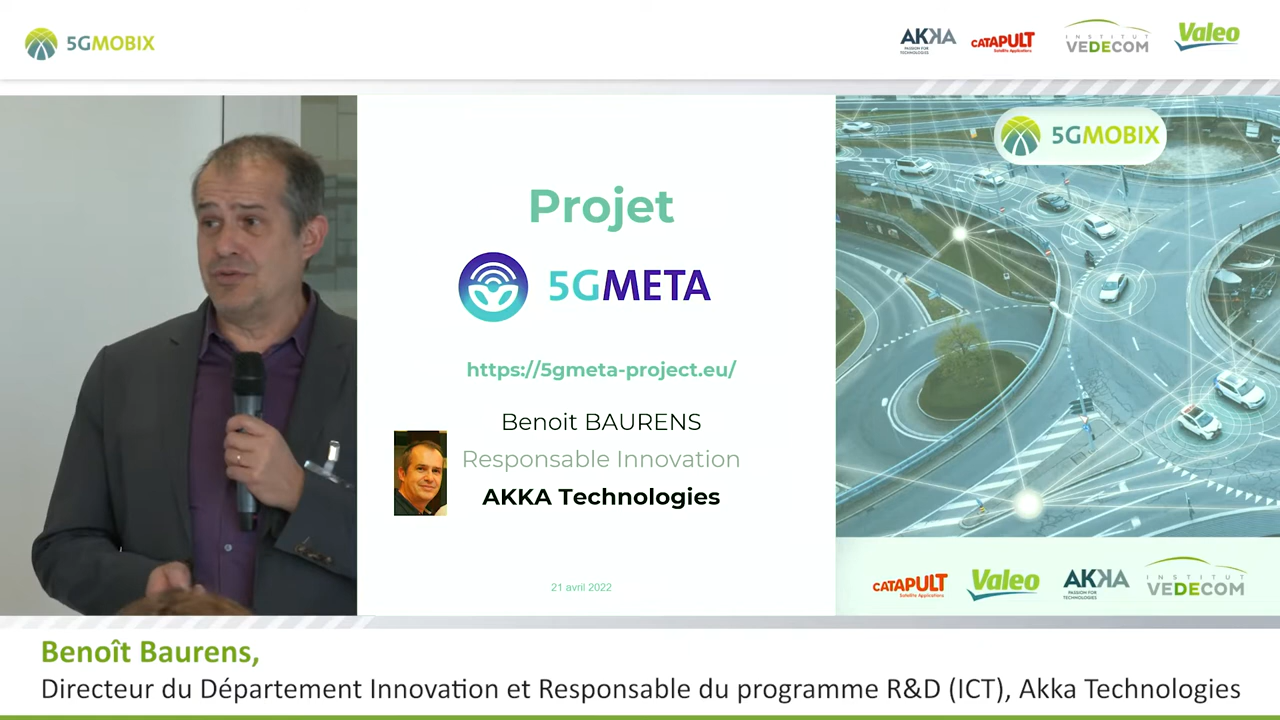 5GMOBIX
AKKA
PASSION FOR
TECHNOLOGIES
CATAPULT
Satellite Applications
INSTITUT
VEDECOM
Valeo
Projet
5GMETA
https://5gmeta-project.eu/
Benoit BAURENS
Responsable Innovation
AKKA Technologies
21 avril 2022
5GMOBIX
CATAPULT
Satellite Applications
Valeo
AKKA
PASSION FOR
TECHNOLOGIES
INSTITUT
VEDECOM
Benoît Baurens,
Directeur du Département Innovation et Responsable du programme R&D (ICT), Akka Technologies